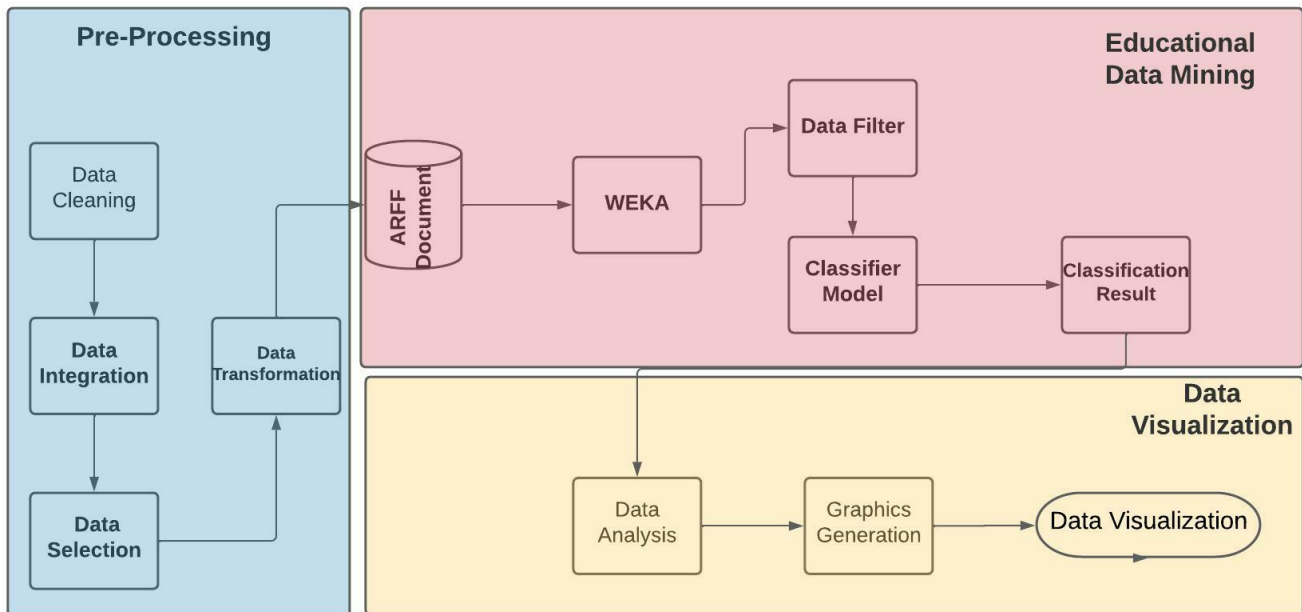 Pre-Processing
Data
Cleaning
Data
Integration
Data
Selection
Data
Transformation
Educational
Data Mining
ARFF
Document
WEKA
Data Filter
Classifier
Model
Classification
Result
Data
Visualization
Data
Analysis
Graphics
Generation
Data Visualization